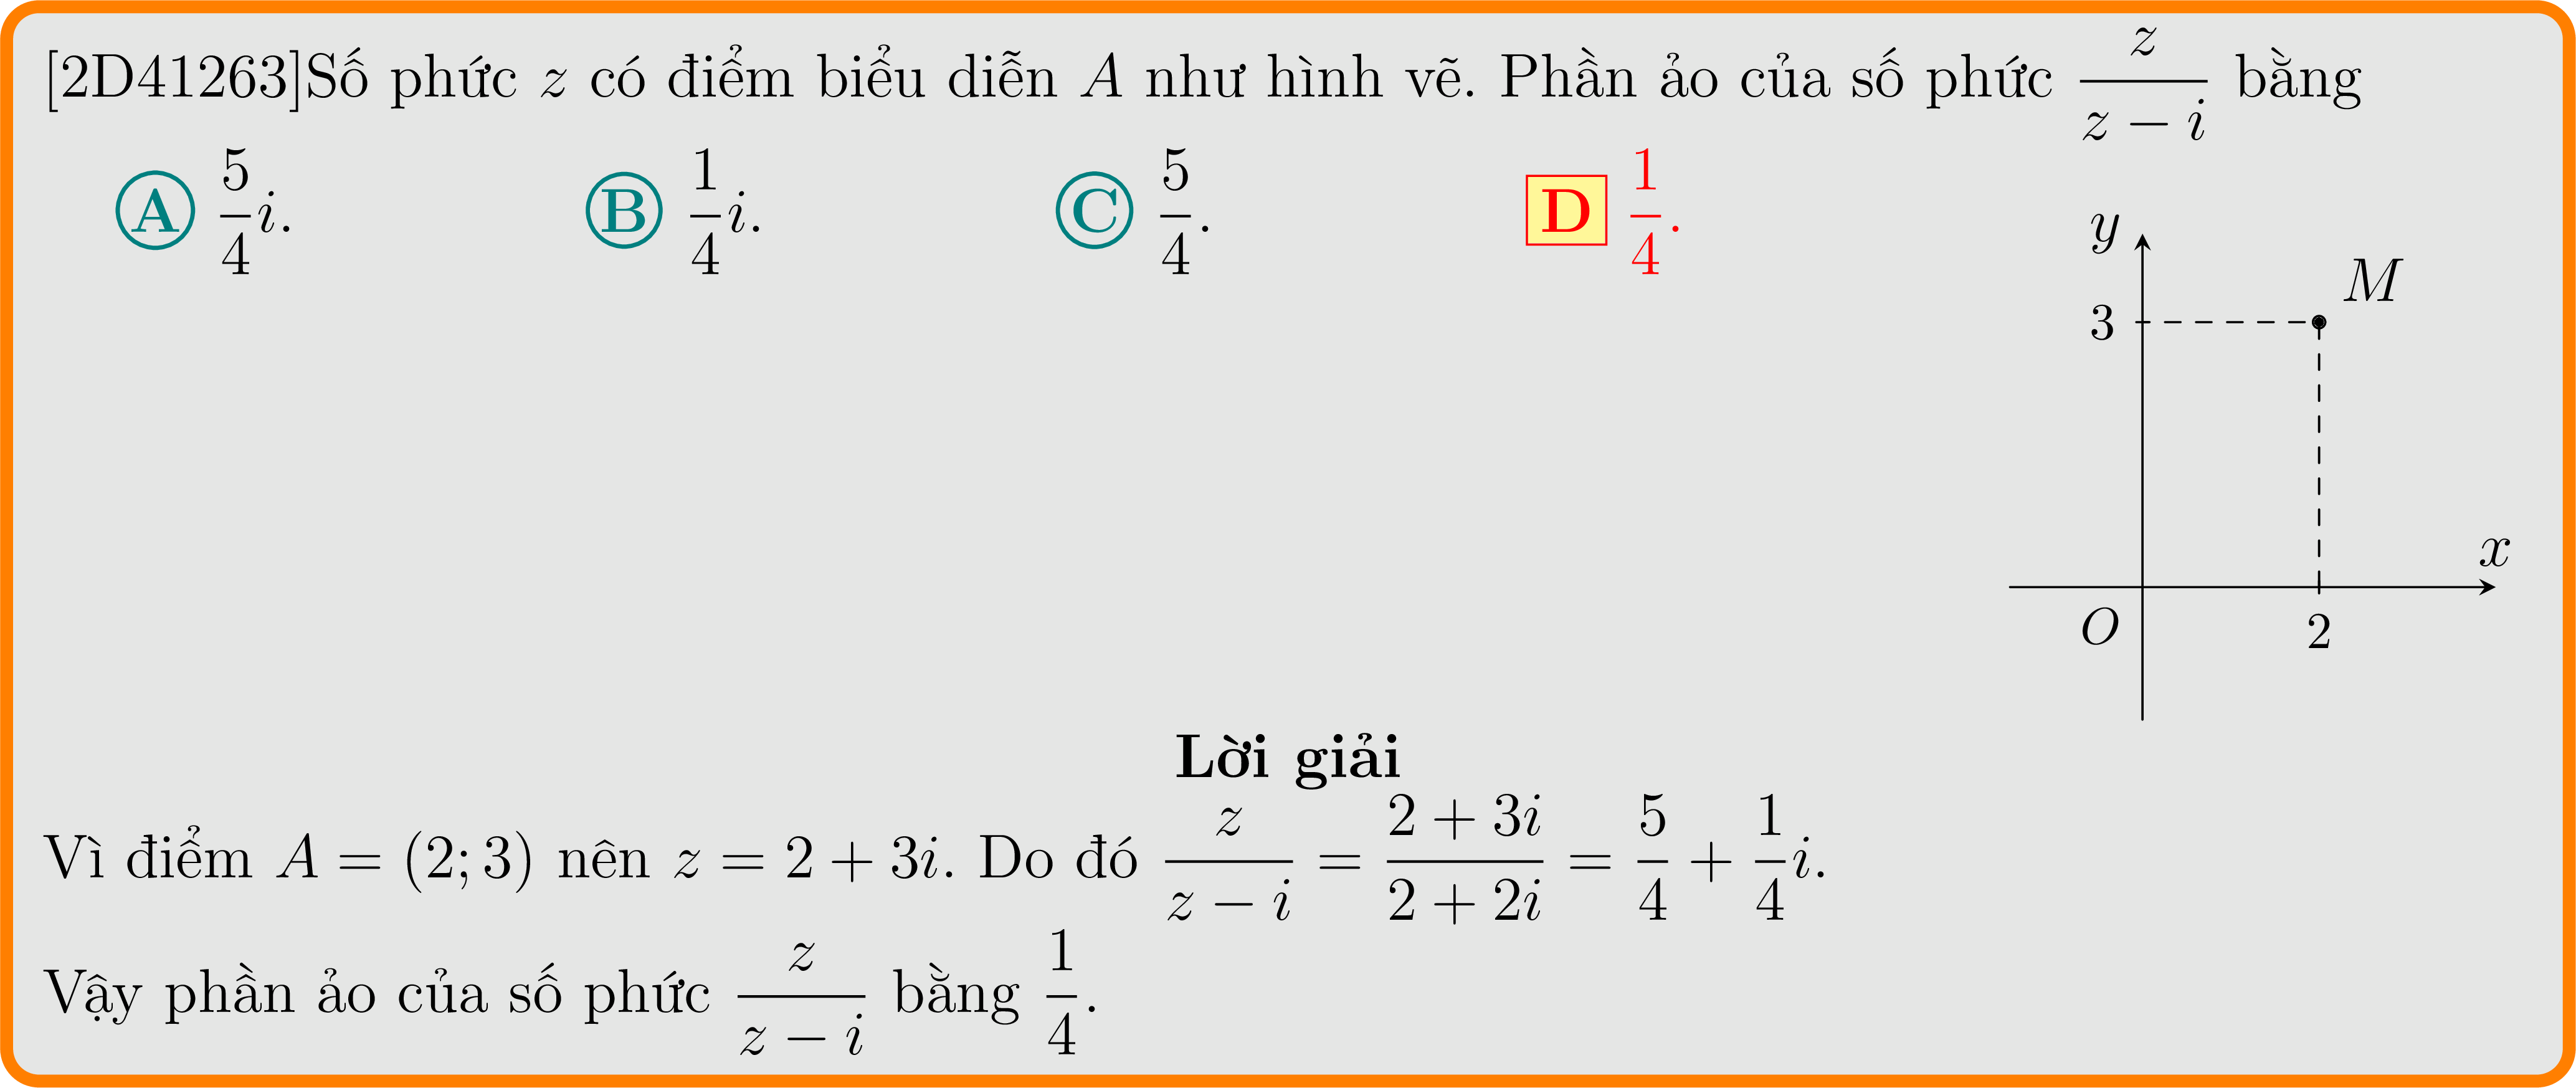 [2D41263]Số phức z có điểm biểu diễn A như hình vẽ. Phần ảo của số phức \frac{z}{z - i} bằng
A \frac{5}{4}i. B \frac{1}{4}i. C \frac{5}{4}. D \frac{1}{4}.
y
M
3
x
O
2
Lời giải
Vì điểm A = (2; 3) nên z = 2 + 3i. Do đó \frac{z}{z - i} = \frac{2 + 3i}{2 + 2i} = \frac{5}{4} + \frac{1}{4}i.
Vậy phần ảo của số phức \frac{z}{z - i} bằng \frac{1}{4}.